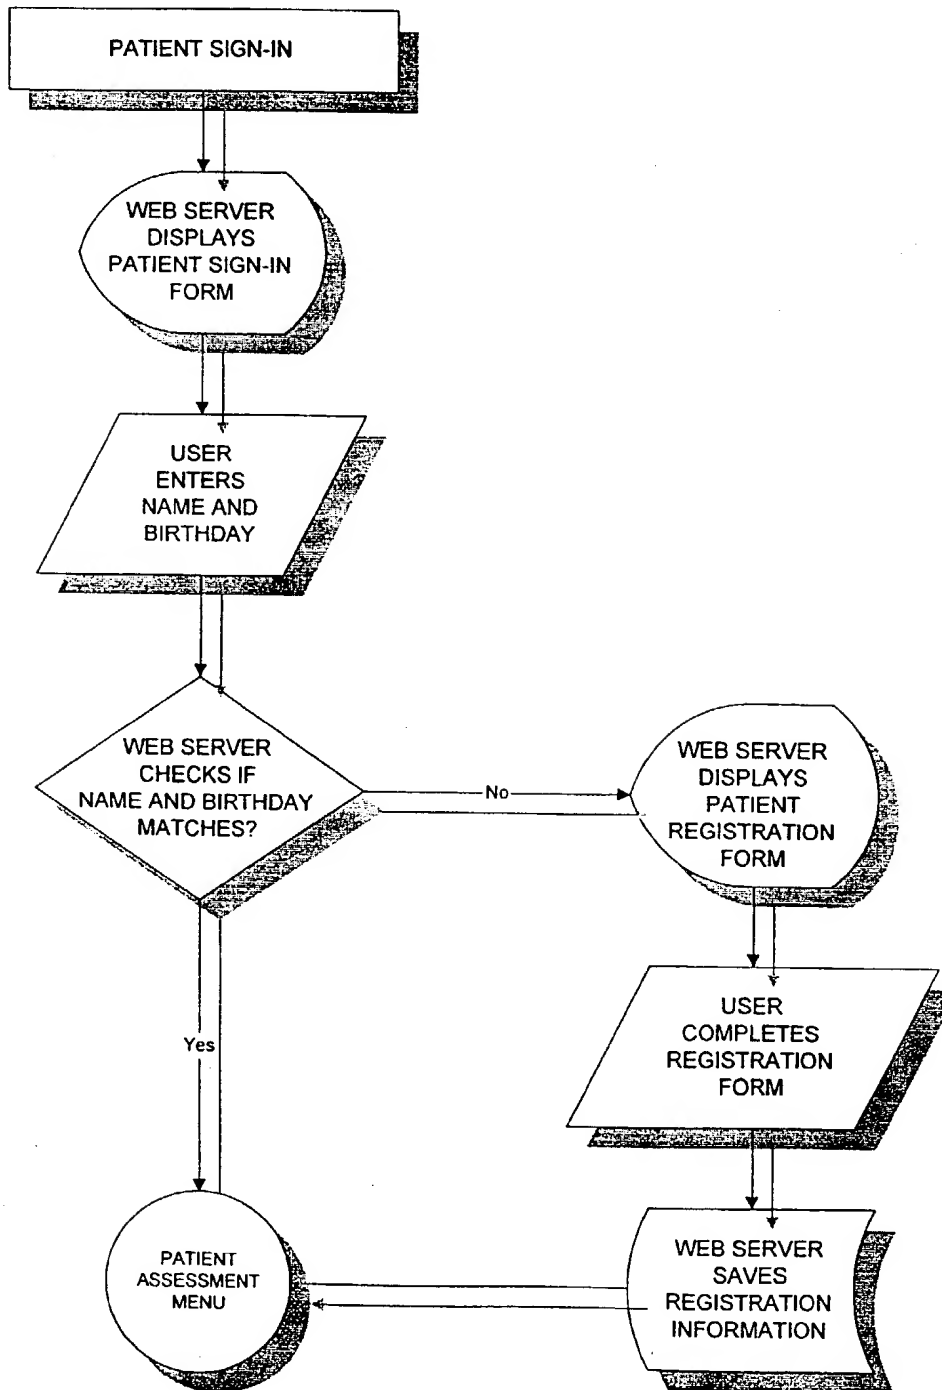 PATIENT SIGN-IN
WEB SERVER
DISPLAYS
PATIENT SIGN-IN
FORM
USER
ENTERS
NAME AND
BIRTHDAY
WEB SERVER
CHECKS IF
NAME AND BIRTHDAY
MATCHES?
No
WEB SERVER
DISPLAYS
PATIENT
REGISTRATION
FORM
USER
COMPLETES
REGISTRATION
FORM
Yes
WEB SERVER
SAVES
REGISTRATION
INFORMATION
PATIENT
ASSESSMENT
MENU